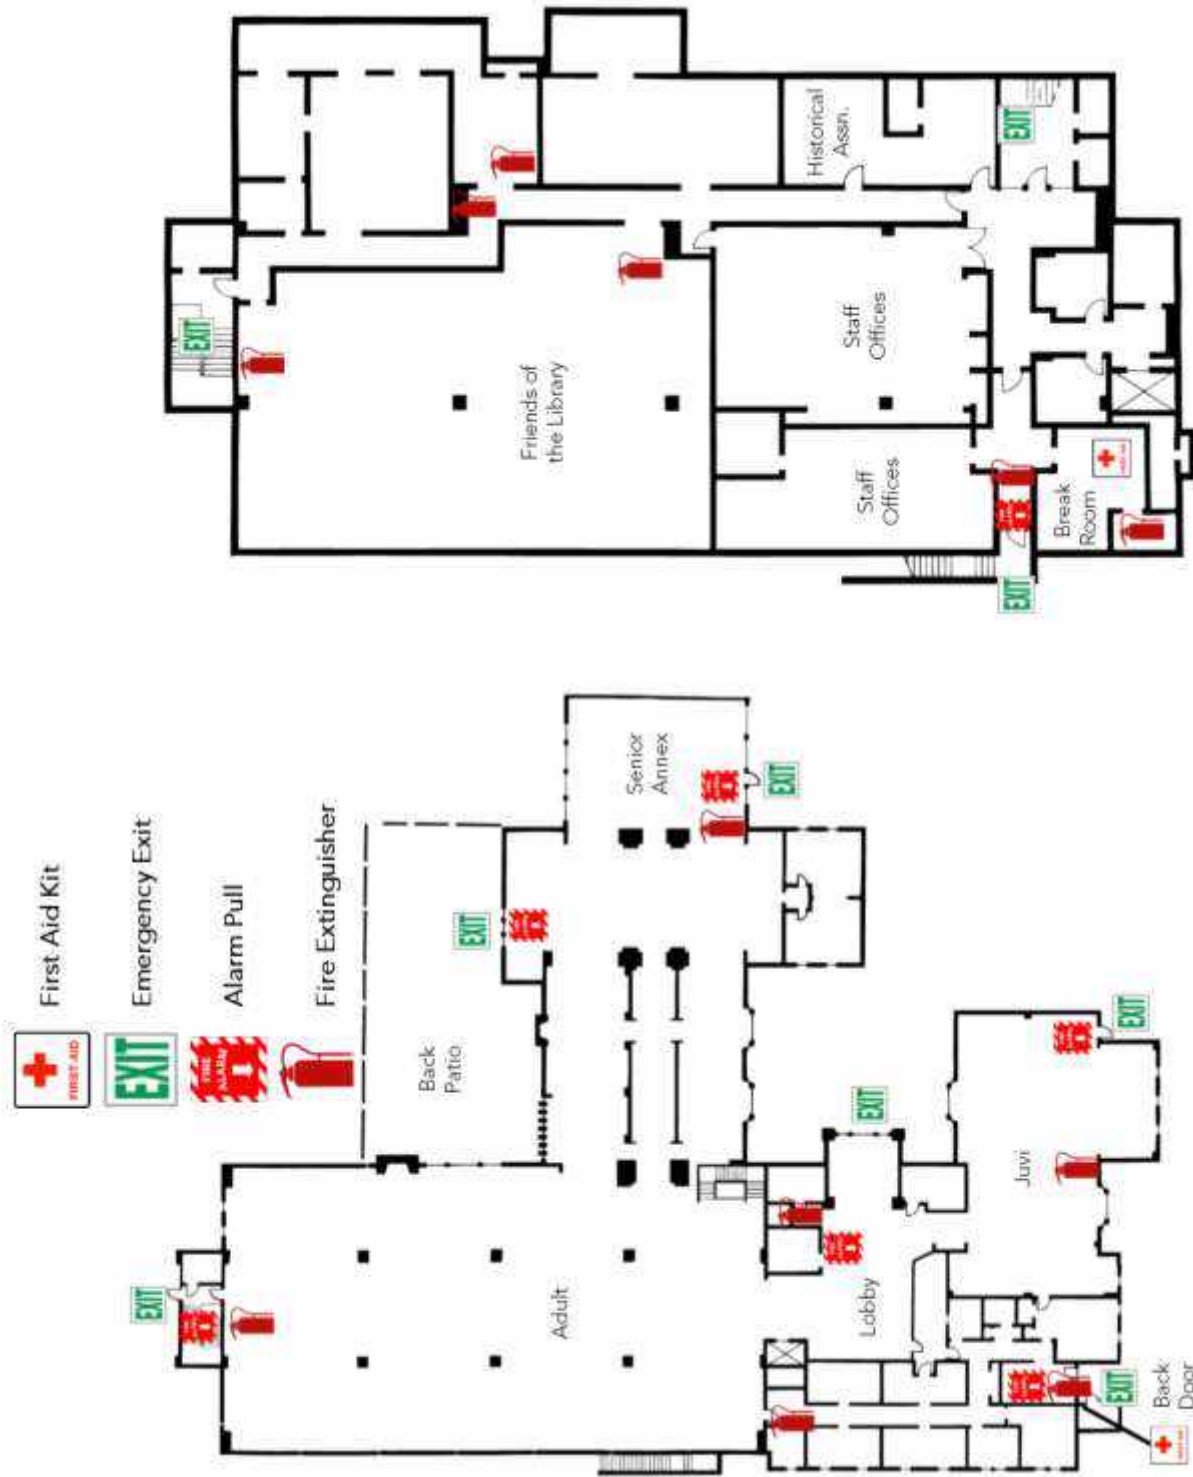 First Aid Kit
FIRST AID
Emergency Exit
EXIT
Alarm Pull
FIRE
ALARM
Fire Extinguisher
Historical
Assn.
EXIT
EXIT
Friends of
the Library
Staff
Offices
Staff
Offices
Break
Room
EXIT
Back
Patio
EXIT
Senior
Annex
EXIT
EXIT
Adult
Lobby
EXIT
Juvi
EXIT
EXIT
Back
Door